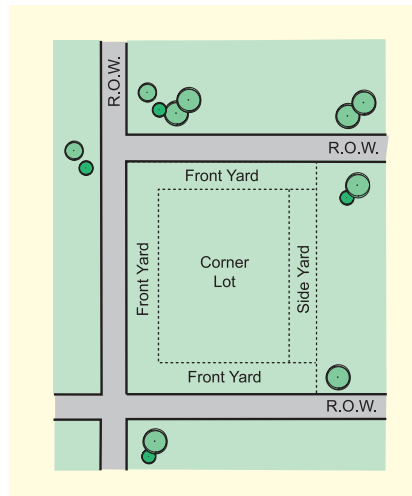 R.O.W.
R.O.W.
Front Yard
Front Yard
Corner
Lot
Side Yard
Front Yard
R.O.W.